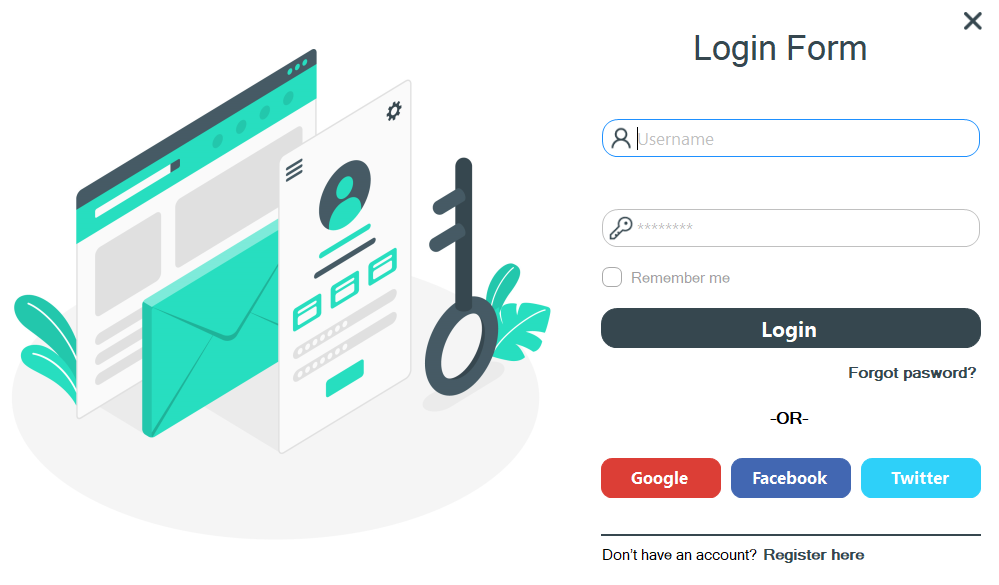 Login Form
Username
********
Remember me
Login
Forgot pasword?
-OR-
Google Facebook Twitter
Don't have an account? Register here